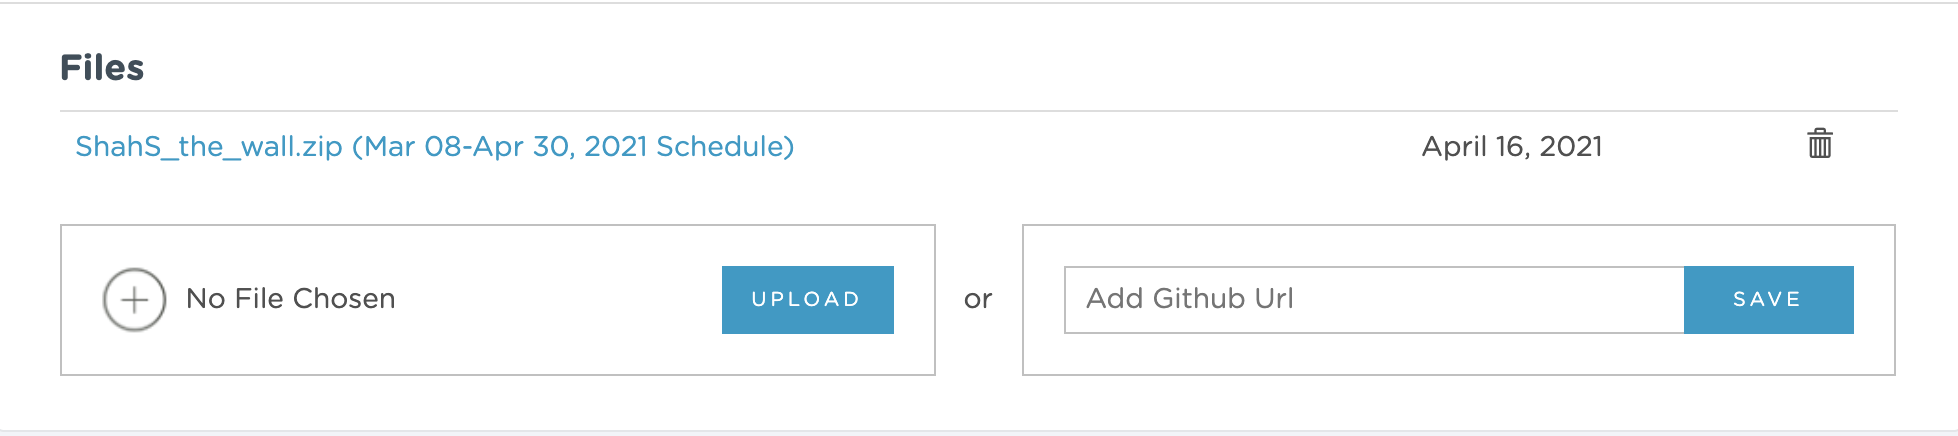 Files
ShahS_the_wall.zip (Mar 08-Apr 30, 2021 Schedule) April 16, 2021
No File Chosen UPLOAD or Add Github Url SAVE